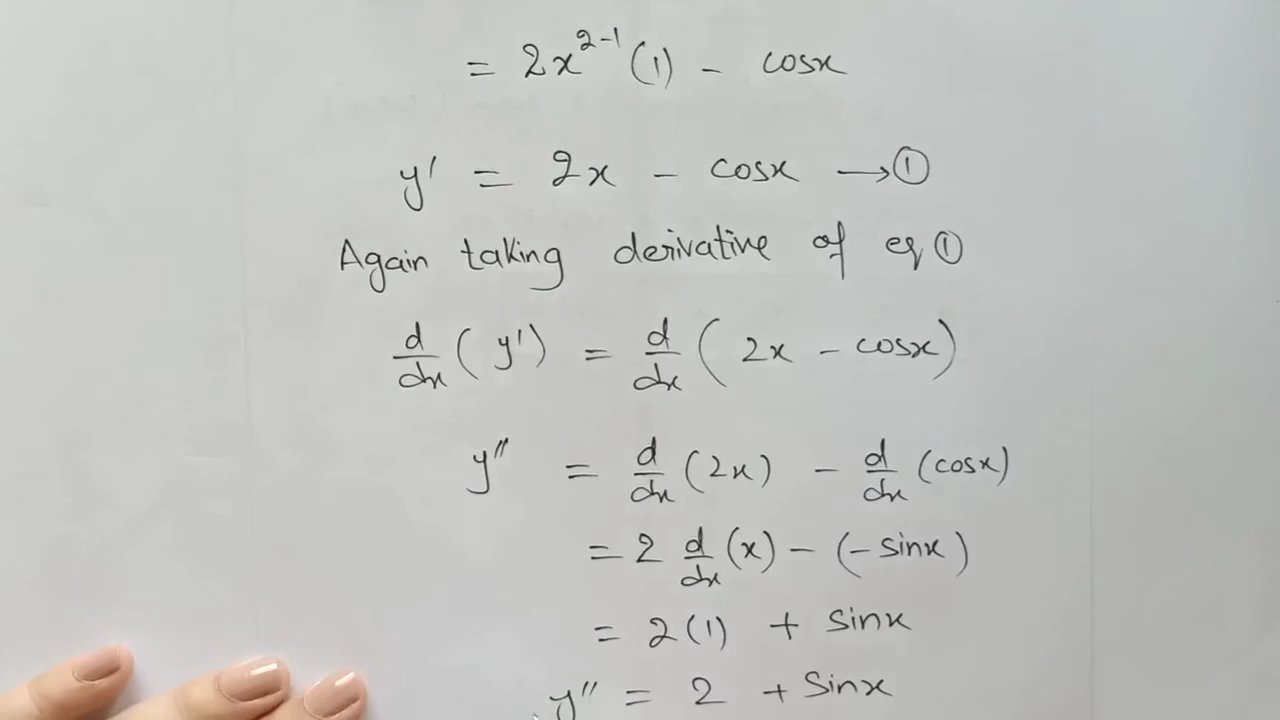 = 2x^{2-1} (1) - cosx
y' = 2x - cosx → ①
Again taking derivative of eq ①
d/dx ( y') = d/dx ( 2x - cosx)
y'' = d/dx (2x) - d/dx (cosx)
= 2 d/dx (x) - (- sinx)
= 2 (1) + sinx
y'' = 2 + Sinx